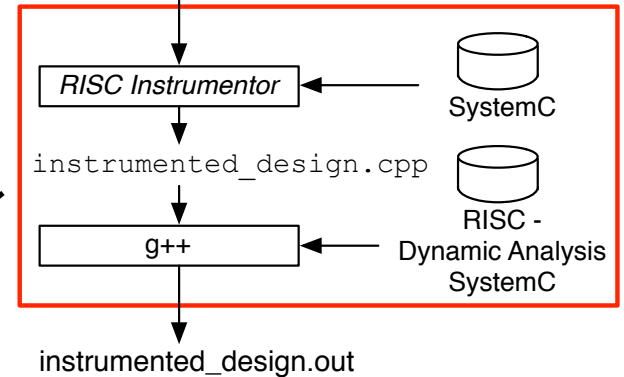 RISC Instrumentor
SystemC
instrumented_design.cpp
g++
RISC -
Dynamic Analysis
SystemC
instrumented_design.out